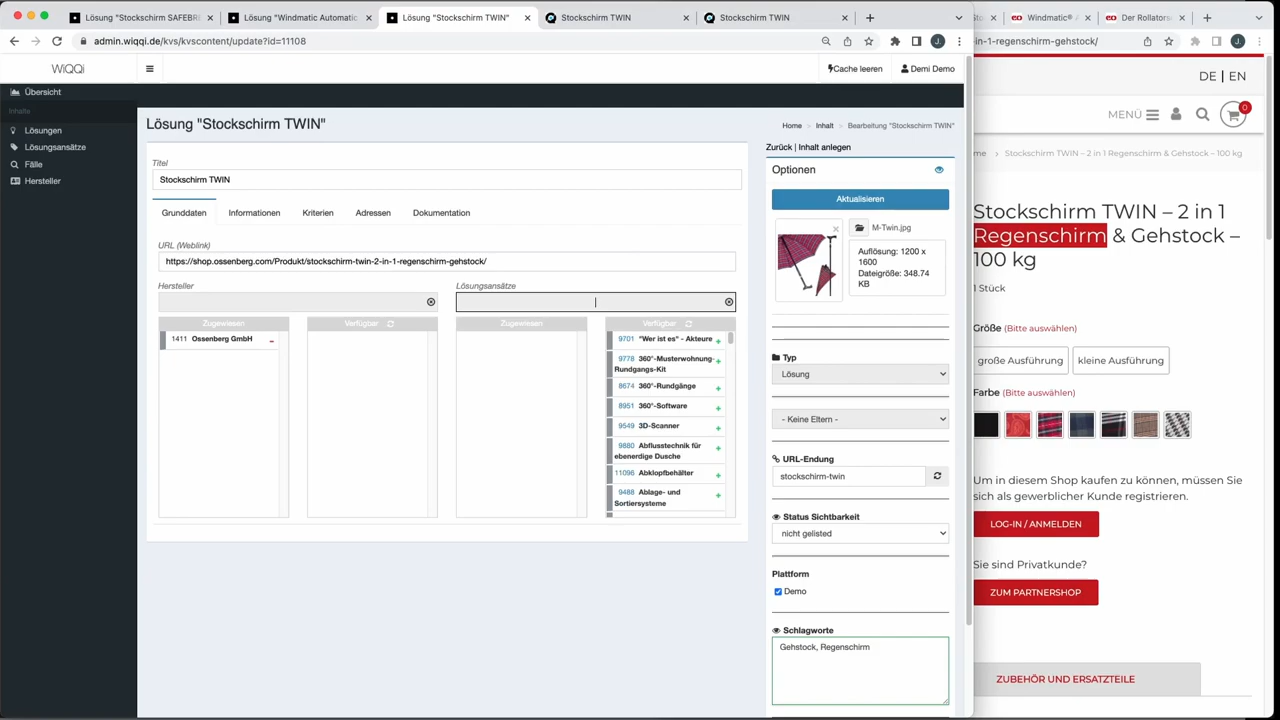 Lösung "Stockschirm SAFEBRI
Lösung "Windmatic Automatic
Lösung "Stockschirm TWIN"
Stockschirm TWIN
Stockschirm TWIN
Windmatic®
Der Rollators
admin.wiqqi.de/kvs/kvscontent/update?id=11108
in-1-regenschirm-gehstock/
WiQQi
Cache leeren
Demi Demo
Übersicht
Inhalte
Lösungen
Lösungsansätze
Fälle
Hersteller
Lösung "Stockschirm TWIN"
Home > Inhalt > Bearbeitung "Stockschirm TWIN"
Titel
Stockschirm TWIN
Grunddaten
Informationen
Kriterien
Adressen
Dokumentation
URL (Weblink)
https://shop.ossenberg.com/Produkt/stockschirm-twin-2-in-1-regenschirm-gehstock/
Hersteller
Lösungsansätze
Zugewiesen
Verfügbar
Zugewiesen
Verfügbar
1411 Ossenberg GmbH
9701 "Wer ist es" - Akteure
9778 360°-Musterwohnung-
Rundgangs-Kit
8674 360°-Rundgänge
8951 360°-Software
9549 3D-Scanner
9880 Abflusstechnik für
ebenerdige Dusche
11096 Abklopfbehälter
9488 Ablage- und
Sortiersysteme
Zurück | Inhalt anlegen
Optionen
Aktualisieren
M-Twin.jpg
Auflösung: 1200 x
1600
Dateigröße: 348.74
KB
Typ
Lösung
- Keine Eltern -
URL-Endung
stockschirm-twin
Status Sichtbarkeit
nicht gelisted
Plattform
Demo
Schlagworte
Gehstock, Regenschirm
DE | EN
MENÜ
0
me > Stockschirm TWIN – 2 in 1 Regenschirm & Gehstock – 100 kg
Stockschirm TWIN – 2 in 1
Regenschirm & Gehstock –
100 kg
1 Stück
Größe (Bitte auswählen)
große Ausführung
kleine Ausführung
Farbe (Bitte auswählen)
Um in diesem Shop kaufen zu können, müssen Sie
sich als gewerblicher Kunde registrieren.
LOG-IN / ANMELDEN
Sie sind Privatkunde?
ZUM PARTNERSHOP
ZUBEHÖR UND ERSATZTEILE